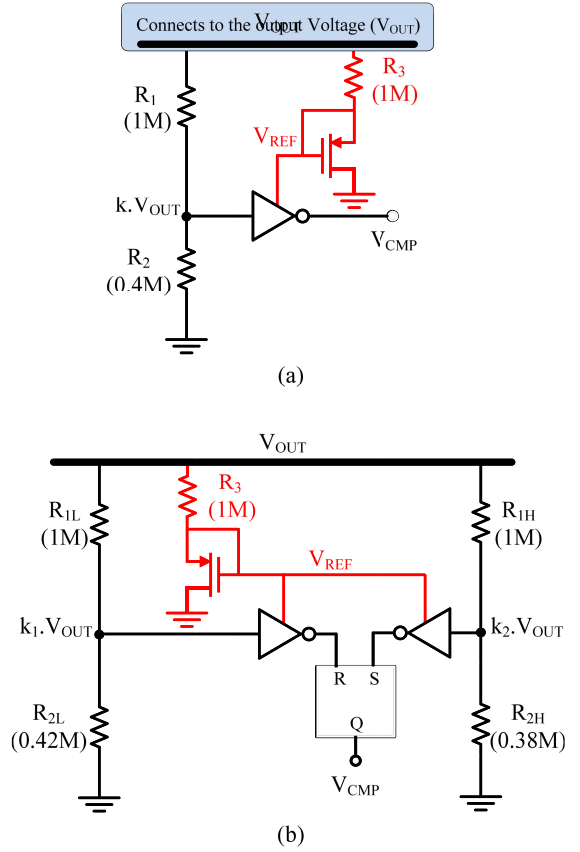 Connects to the output Voltage (VOUT)
VOUT
R1
(1M)
R3
(1M)
VREF
k.VOUT
VCMP
R2
(0.4M)
(a)
VOUT
R1L
(1M)
R3
(1M)
R1H
(1M)
VREF
k1.VOUT
k2.VOUT
R
S
Q
R2L
(0.42M)
R2H
(0.38M)
VCMP
(b)